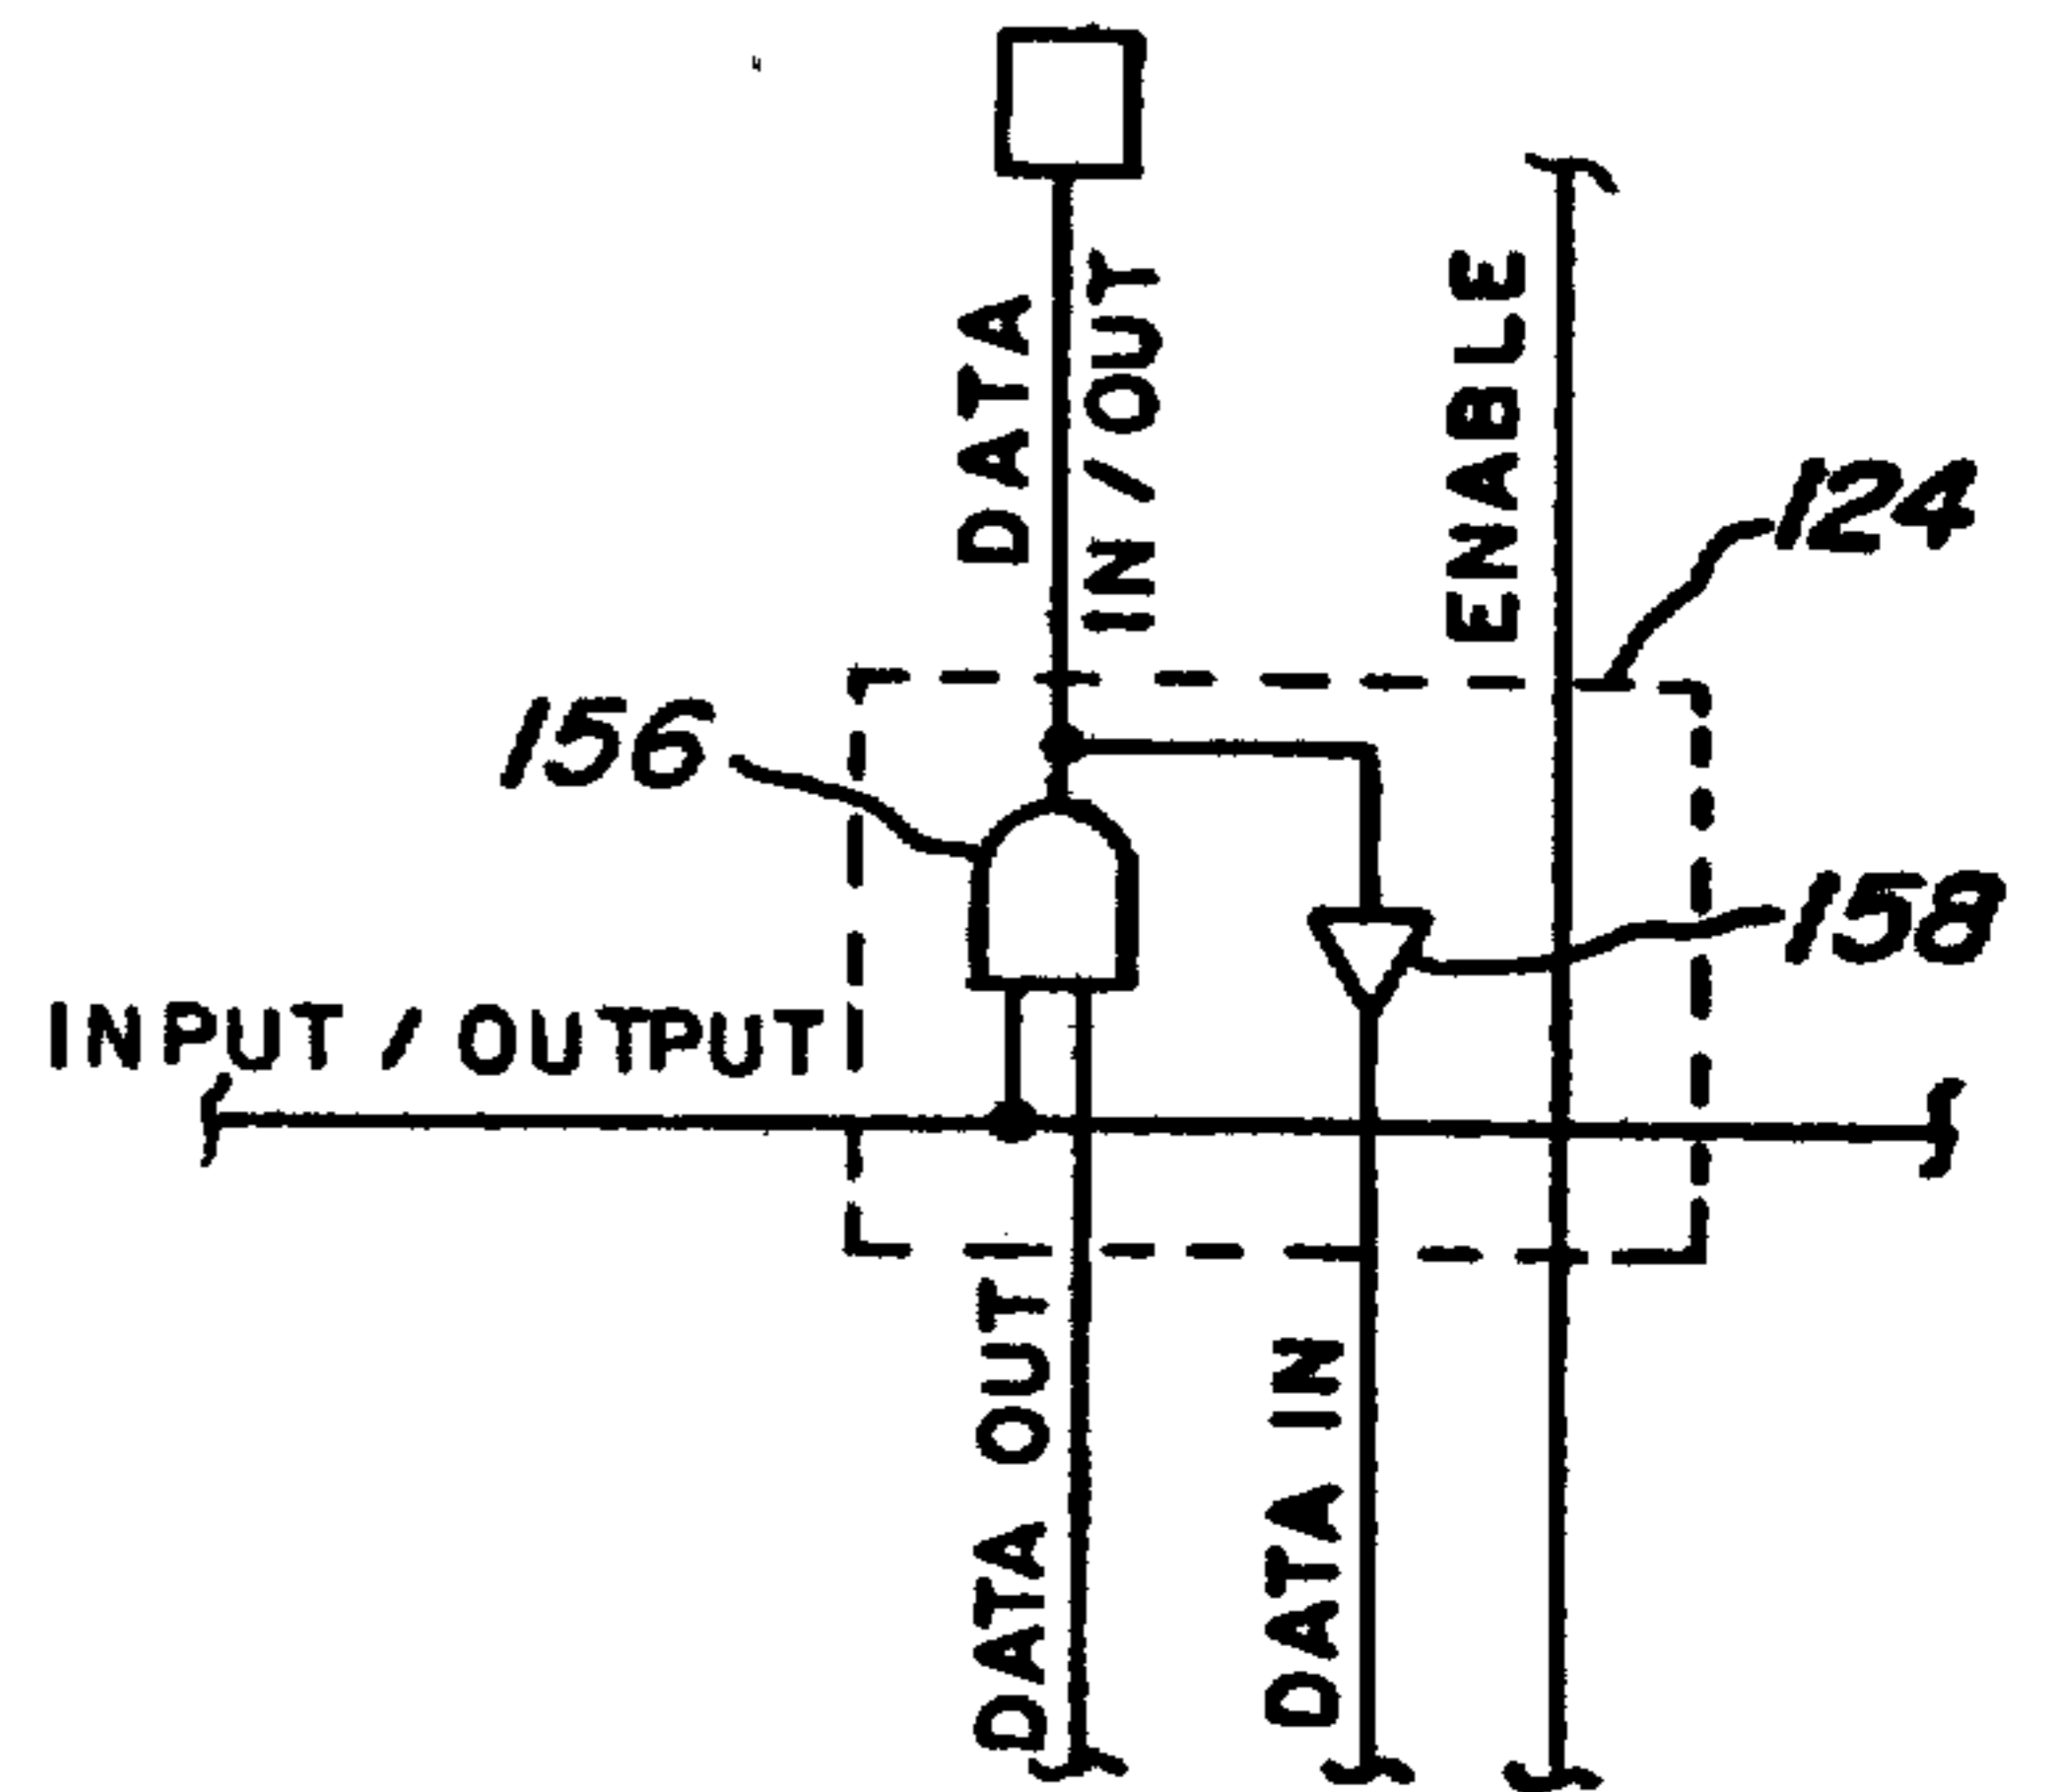 DATA
IN/OUT
ENABLE
124
156
158
INPUT/OUTPUT
DATA OUT
DATA IN